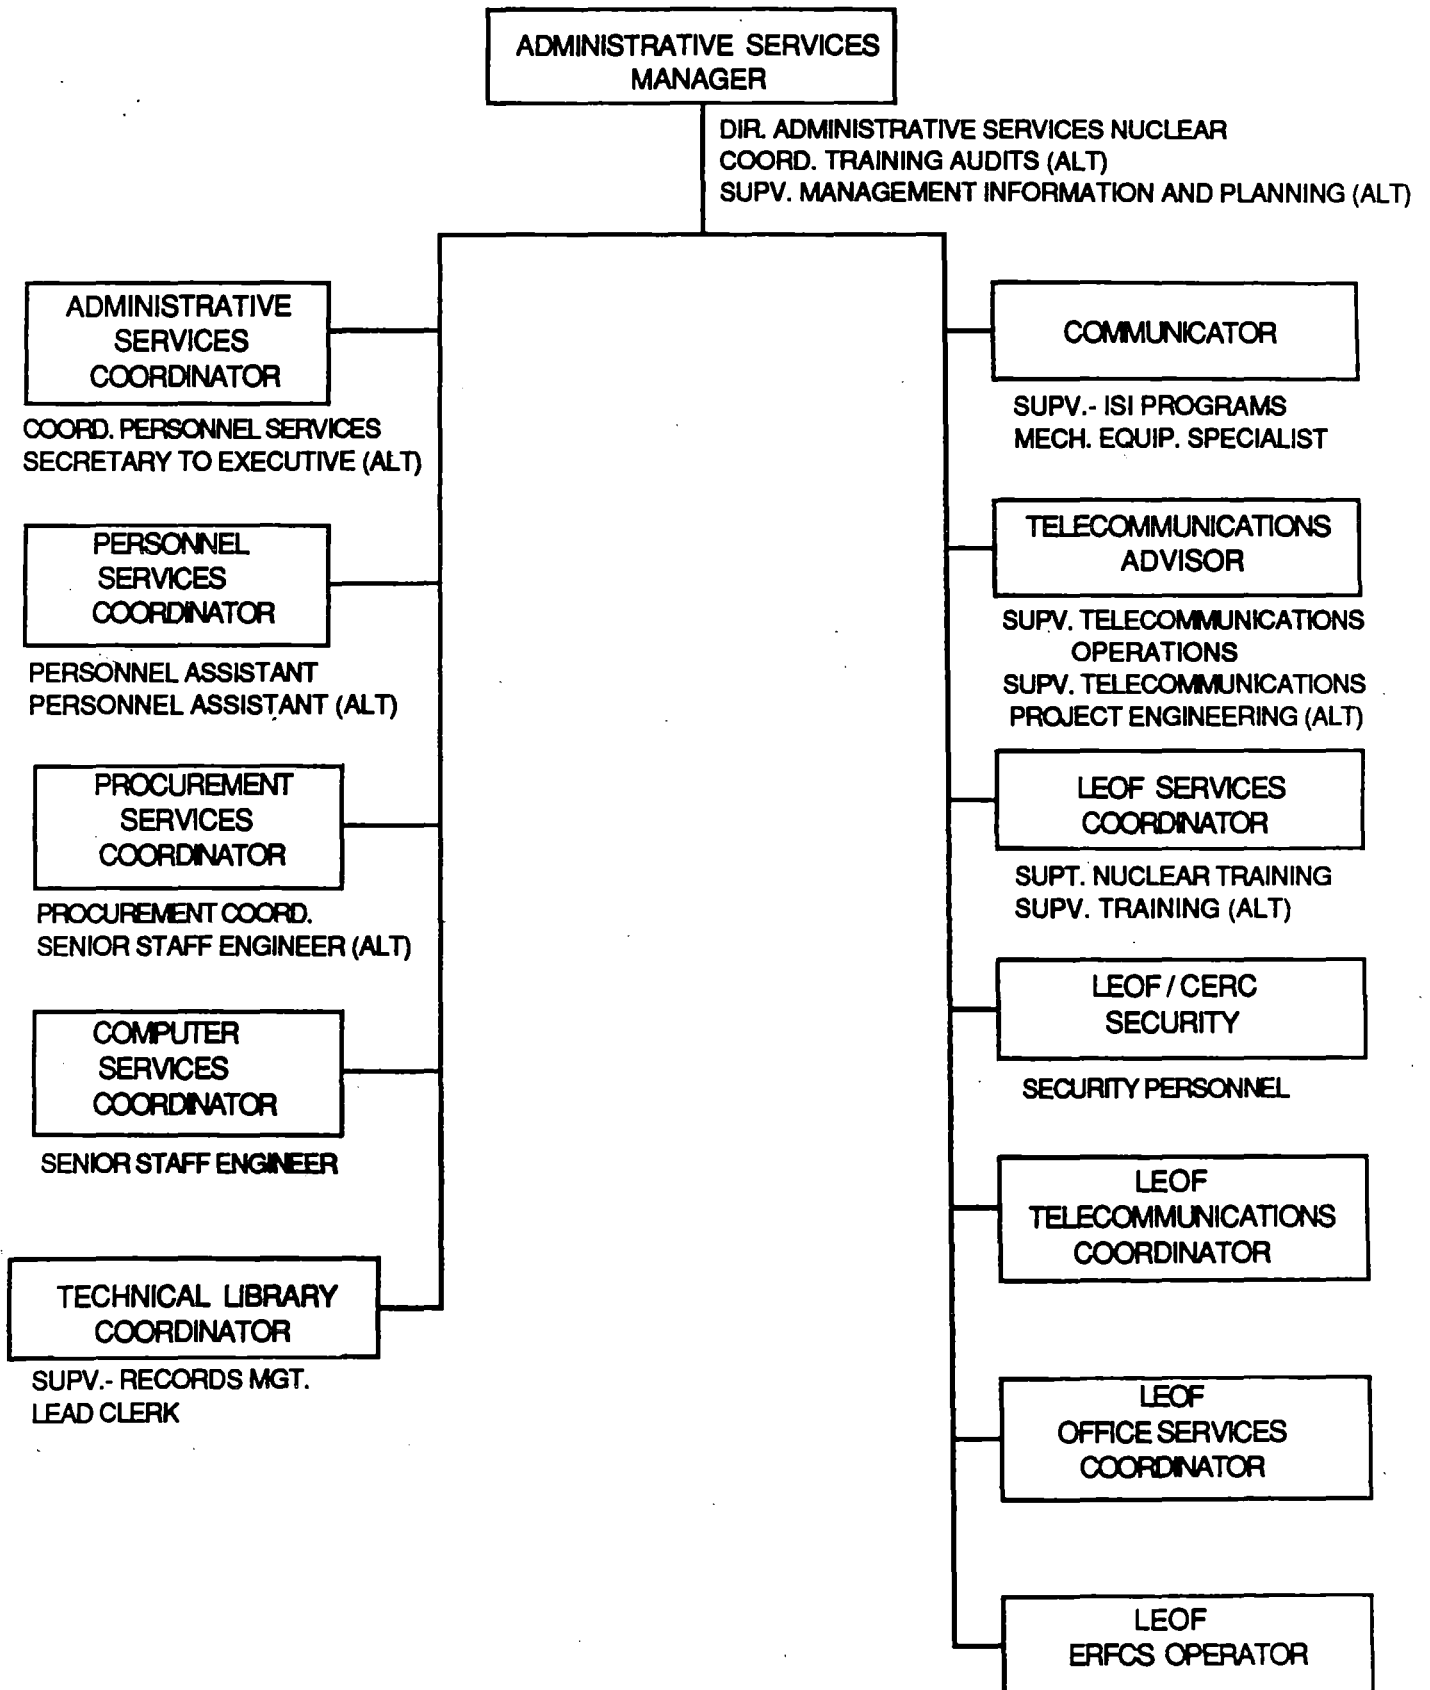 ADMINISTRATIVE SERVICES
MANAGER
DIR. ADMINISTRATIVE SERVICES NUCLEAR
COORD. TRAINING AUDITS (ALT)
SUPV. MANAGEMENT INFORMATION AND PLANNING (ALT)
ADMINISTRATIVE
SERVICES
COORDINATOR
COORD. PERSONNEL SERVICES
SECRETARY TO EXECUTIVE (ALT)
PERSONNEL
SERVICES
COORDINATOR
PERSONNEL ASSISTANT
PERSONNEL ASSISTANT (ALT)
PROCUREMENT
SERVICES
COORDINATOR
PROCUREMENT COORD.
SENIOR STAFF ENGINEER (ALT)
COMPUTER
SERVICES
COORDINATOR
SENIOR STAFF ENGINEER
TECHNICAL LIBRARY
COORDINATOR
SUPV.- RECORDS MGT.
LEAD CLERK
COMMUNICATOR
SUPV.- ISI PROGRAMS
MECH. EQUIP. SPECIALIST
TELECOMMUNICATIONS
ADVISOR
SUPV. TELECOMMUNICATIONS
OPERATIONS
SUPV. TELECOMMUNICATIONS
PROJECT ENGINEERING (ALT)
LEOF SERVICES
COORDINATOR
SUPT. NUCLEAR TRAINING
SUPV. TRAINING (ALT)
LEOF / CERC
SECURITY
SECURITY PERSONNEL
LEOF
TELECOMMUNICATIONS
COORDINATOR
LEOF
OFFICE SERVICES
COORDINATOR
LEOF
ERFCS OPERATOR